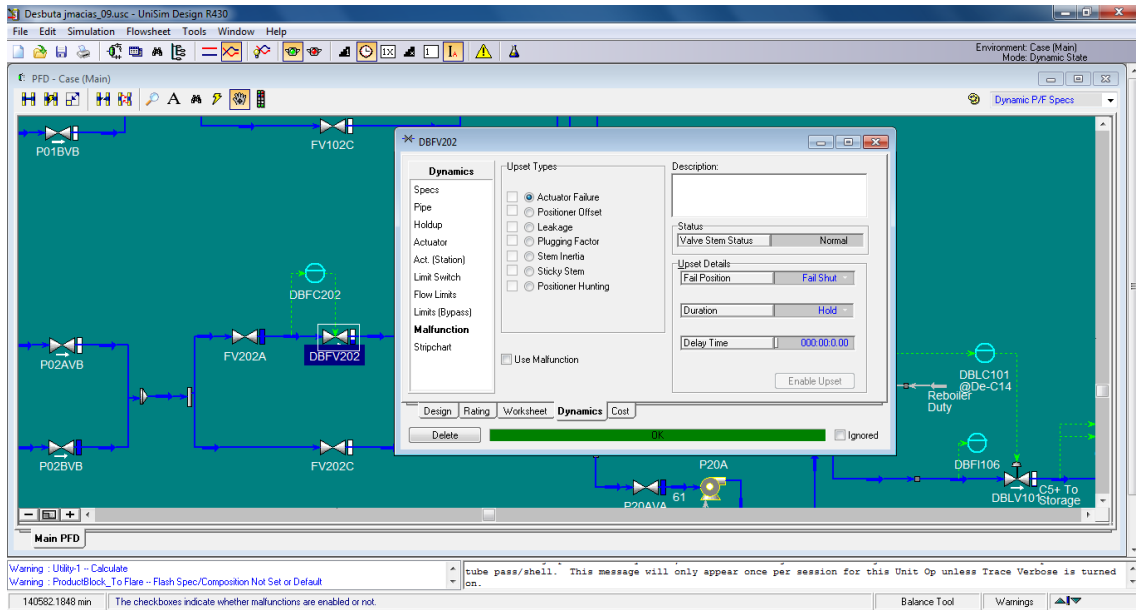 Desbuta jmacias_09.usc - UniSim Design R430
File Edit Simulation Flowsheet Tools Window Help
Environment: Case (Main)
Mode: Dynamic State
PFD - Case (Main)
Dynamic P/F Specs
P01BVB
FV102C
DBFV202
Dynamics
Specs
Pipe
Holdup
Actuator
Act. (Station)
Limit Switch
Flow Limits
Limits (Bypass)
Malfunction
Stripchart
Upset Types
Actuator Failure
Positioner Offset
Leakage
Plugging Factor
Stem Inertia
Sticky Stem
Positioner Hunting
Use Malfunction
Description:
Status
Valve Stem Status Normal
Upset Details
Fail Position Fail Shut
Duration Hold
Delay Time 000:00:0.00
Enable Upset
Design Rating Worksheet Dynamics Cost
Delete OK Ignored
DBFC202
P02AVB
FV202A
DBFV202
P02BVB
FV202C
DBLC101
@De-C14
Reboiler
Duty
P20A
DBFI106
61
P20AVA
DBLV101
C5+ To
Storage
Main PFD
Warning : Utility-1 -- Calculate
Warning : ProductBlock_To Flare -- Flash Spec/Composition Not Set or Default
tube pass/shell. This message will only appear once per session for this Unit Op unless Trace Verbose is turned
on.
140582.1848 min The checkboxes indicate whether malfunctions are enabled or not. Balance Tool Warnings